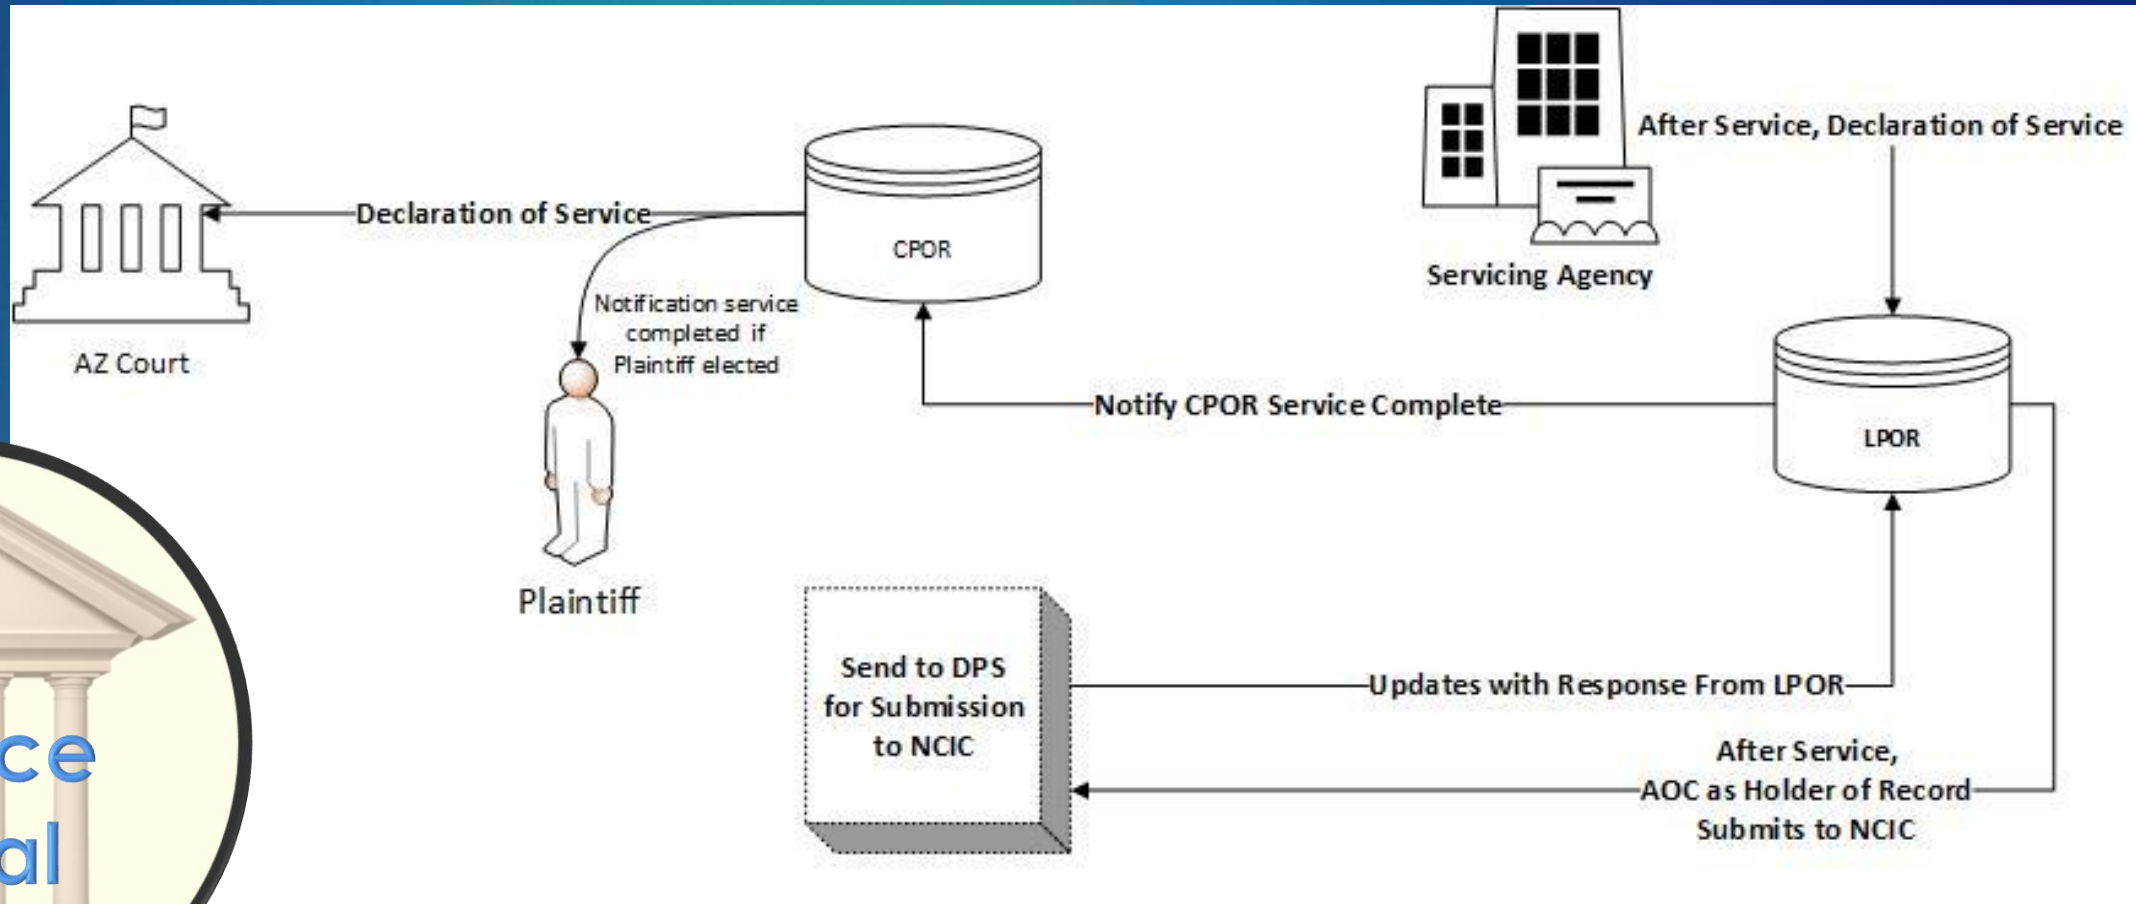 After Service, Declaration of Service
Declaration of Service
CPOR
Servicing Agency
Notification service
completed if
Plaintiff elected
AZ Court
Notify CPOR Service Complete
LPOR
Plaintiff
Send to DPS
for Submission
to NCIC
Updates with Response From LPOR
After Service,
AOC as Holder of Record
Submits to NCIC
ce
al